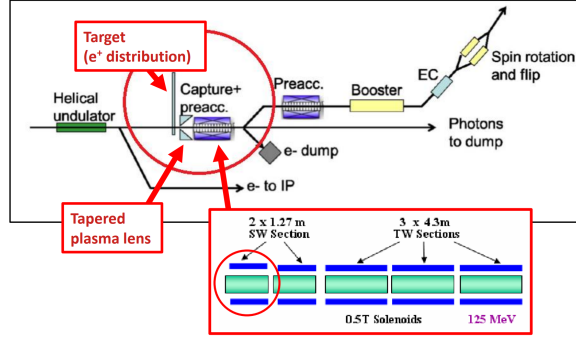 Target
(e⁺ distribution)
Helical
undulator
Capture+
preacc.
Preacc.
Booster
EC
Spin rotation
and flip
Photons
to dump
e- dump
e- to IP
Tapered
plasma lens
2 x 1.27 m
SW Section
3 x 4.3m
TW Sections
0.5T Solenoids
125 MeV